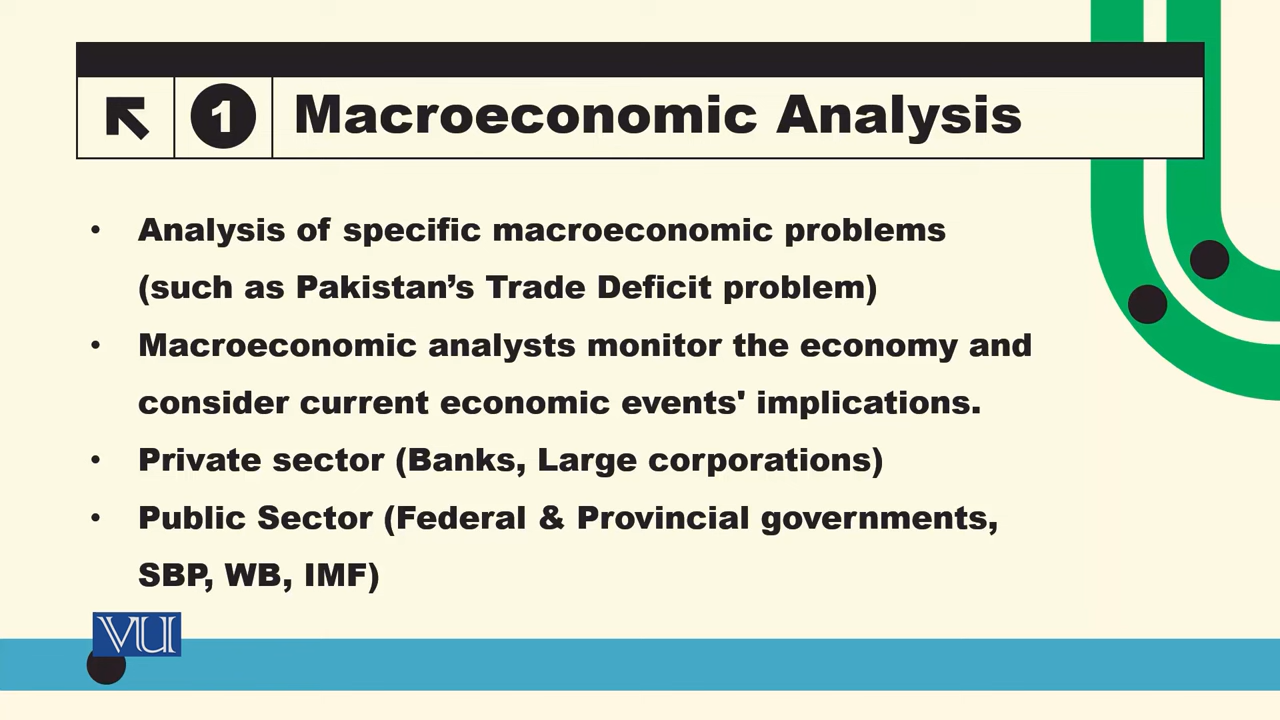 1 Macroeconomic Analysis
• Analysis of specific macroeconomic problems
(such as Pakistan’s Trade Deficit problem)
• Macroeconomic analysts monitor the economy and
consider current economic events' implications.
• Private sector (Banks, Large corporations)
• Public Sector (Federal & Provincial governments,
SBP, WB, IMF)
VU